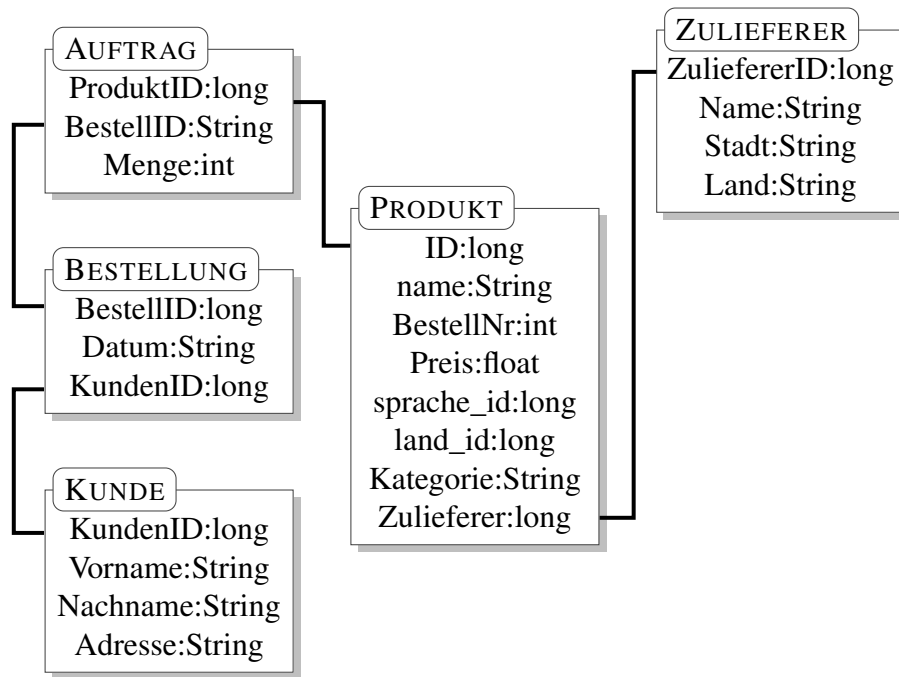 AUFTRAG
ProduktID:long
BestellID:String
Menge:int
BESTELLUNG
BestellID:long
Datum:String
KundenID:long
KUNDE
KundenID:long
Vorname:String
Nachname:String
Adresse:String
PRODUKT
ID:long
name:String
BestellNr:int
Preis:float
sprache_id:long
land_id:long
Kategorie:String
Zulieferer:long
ZULIEFERER
ZuliefererID:long
Name:String
Stadt:String
Land:String